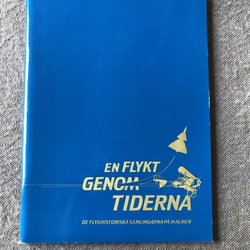 EN FLYKT
GENOM
TIDERNA
DE FLYGHISTORISKA SAMLINGARNA PÅ MALMEN